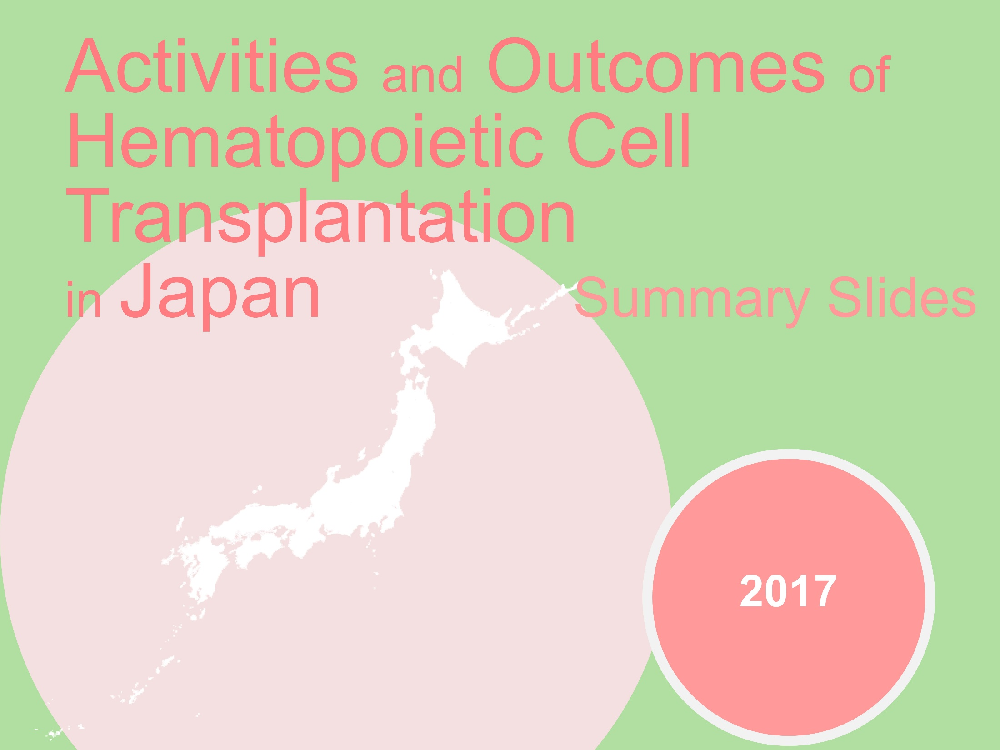 Activities and Outcomes of
Hematopoietic Cell
Transplantation
in Japan
Summary Slides
2017